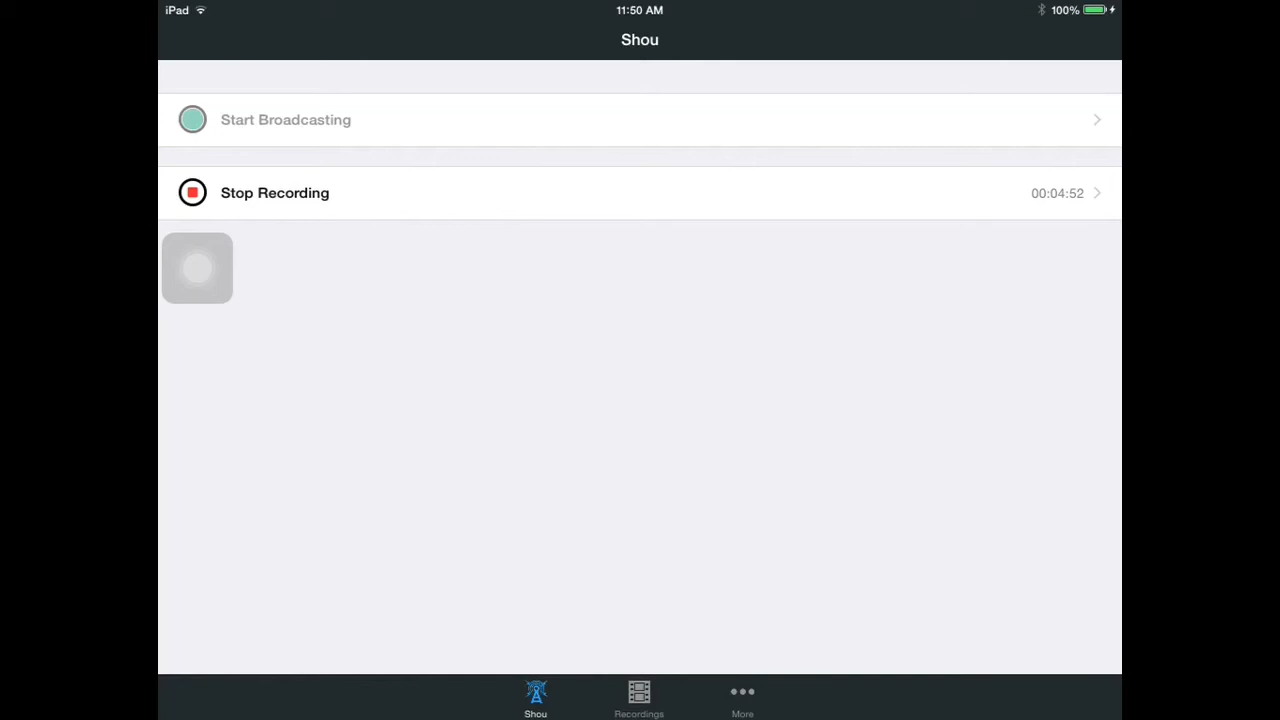 iPad 11:50 AM 100%
Shou
Start Broadcasting
Stop Recording 00:04:52
Shou Recordings More